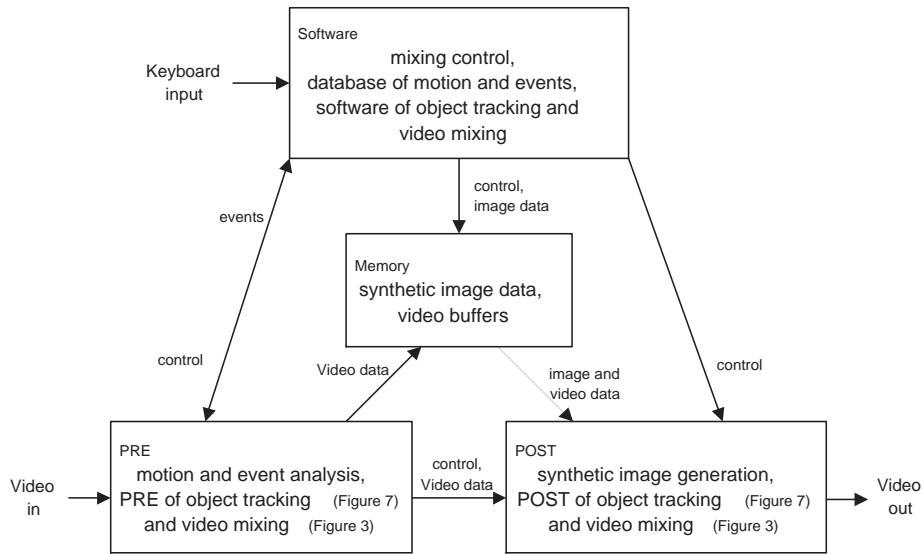 Software
mixing control,
database of motion and events,
software of object tracking and
video mixing
Keyboard
input
control,
image data
events
Memory
synthetic image data,
video buffers
control
Video data
image and
video data
control
PRE
motion and event analysis,
PRE of object tracking (Figure 7)
and video mixing (Figure 3)
control,
Video data
POST
synthetic image generation,
POST of object tracking (Figure 7)
and video mixing (Figure 3)
Video
in
Video
out